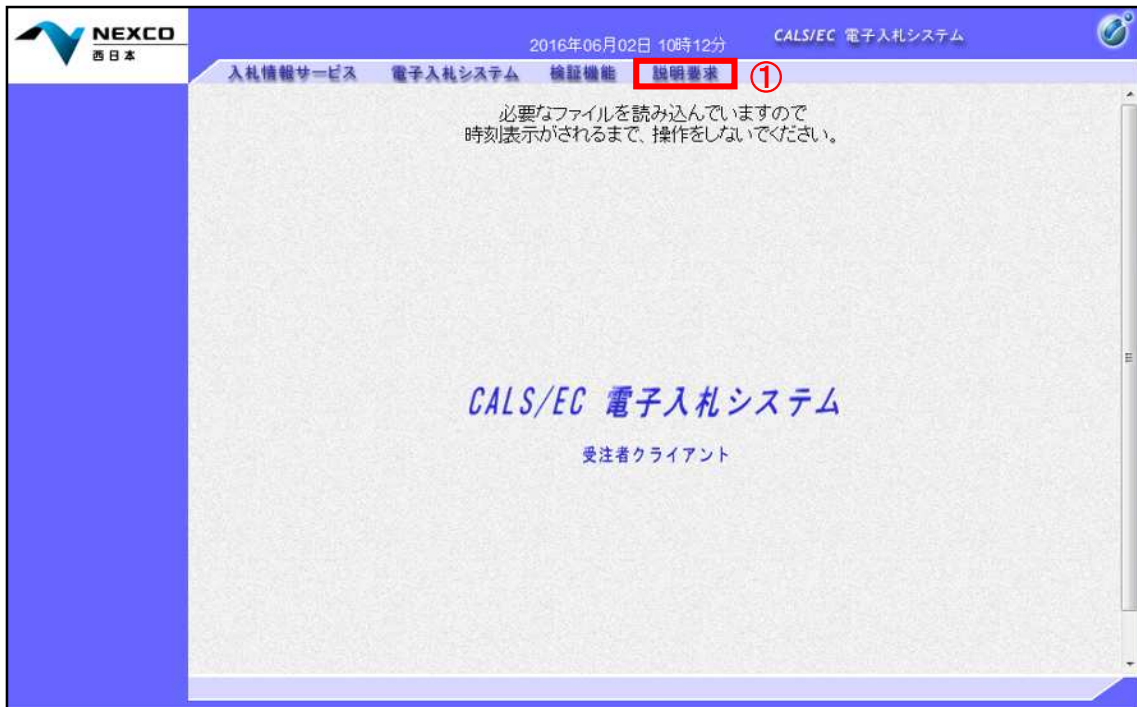 NEXCO
西日本
2016年06月02日 10時12分
CALS/EC 電子入札システム
入札情報サービス 電子入札システム 検証機能 説明要求 ①
必要なファイルを読み込んでいますので
時刻表示がされるまで、操作をしないでください。
CALS/EC 電子入札システム
受注者クライアント